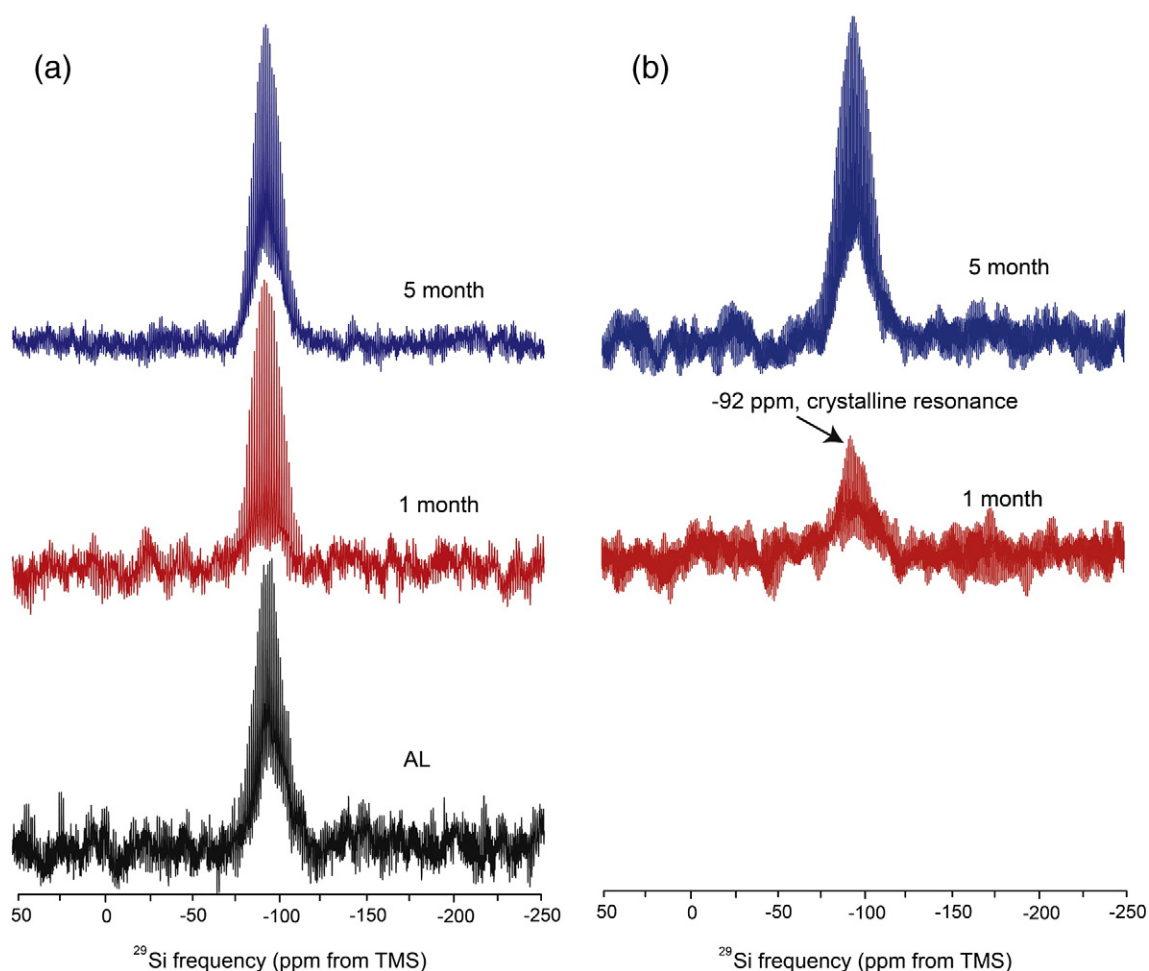 (a)
5 month
1 month
AL
50 0 -50 -100 -150 -200 -250
²⁹Si frequency (ppm from TMS)
(b)
5 month
-92 ppm, crystalline resonance
1 month
50 0 -50 -100 -150 -200 -250
²⁹Si frequency (ppm from TMS)